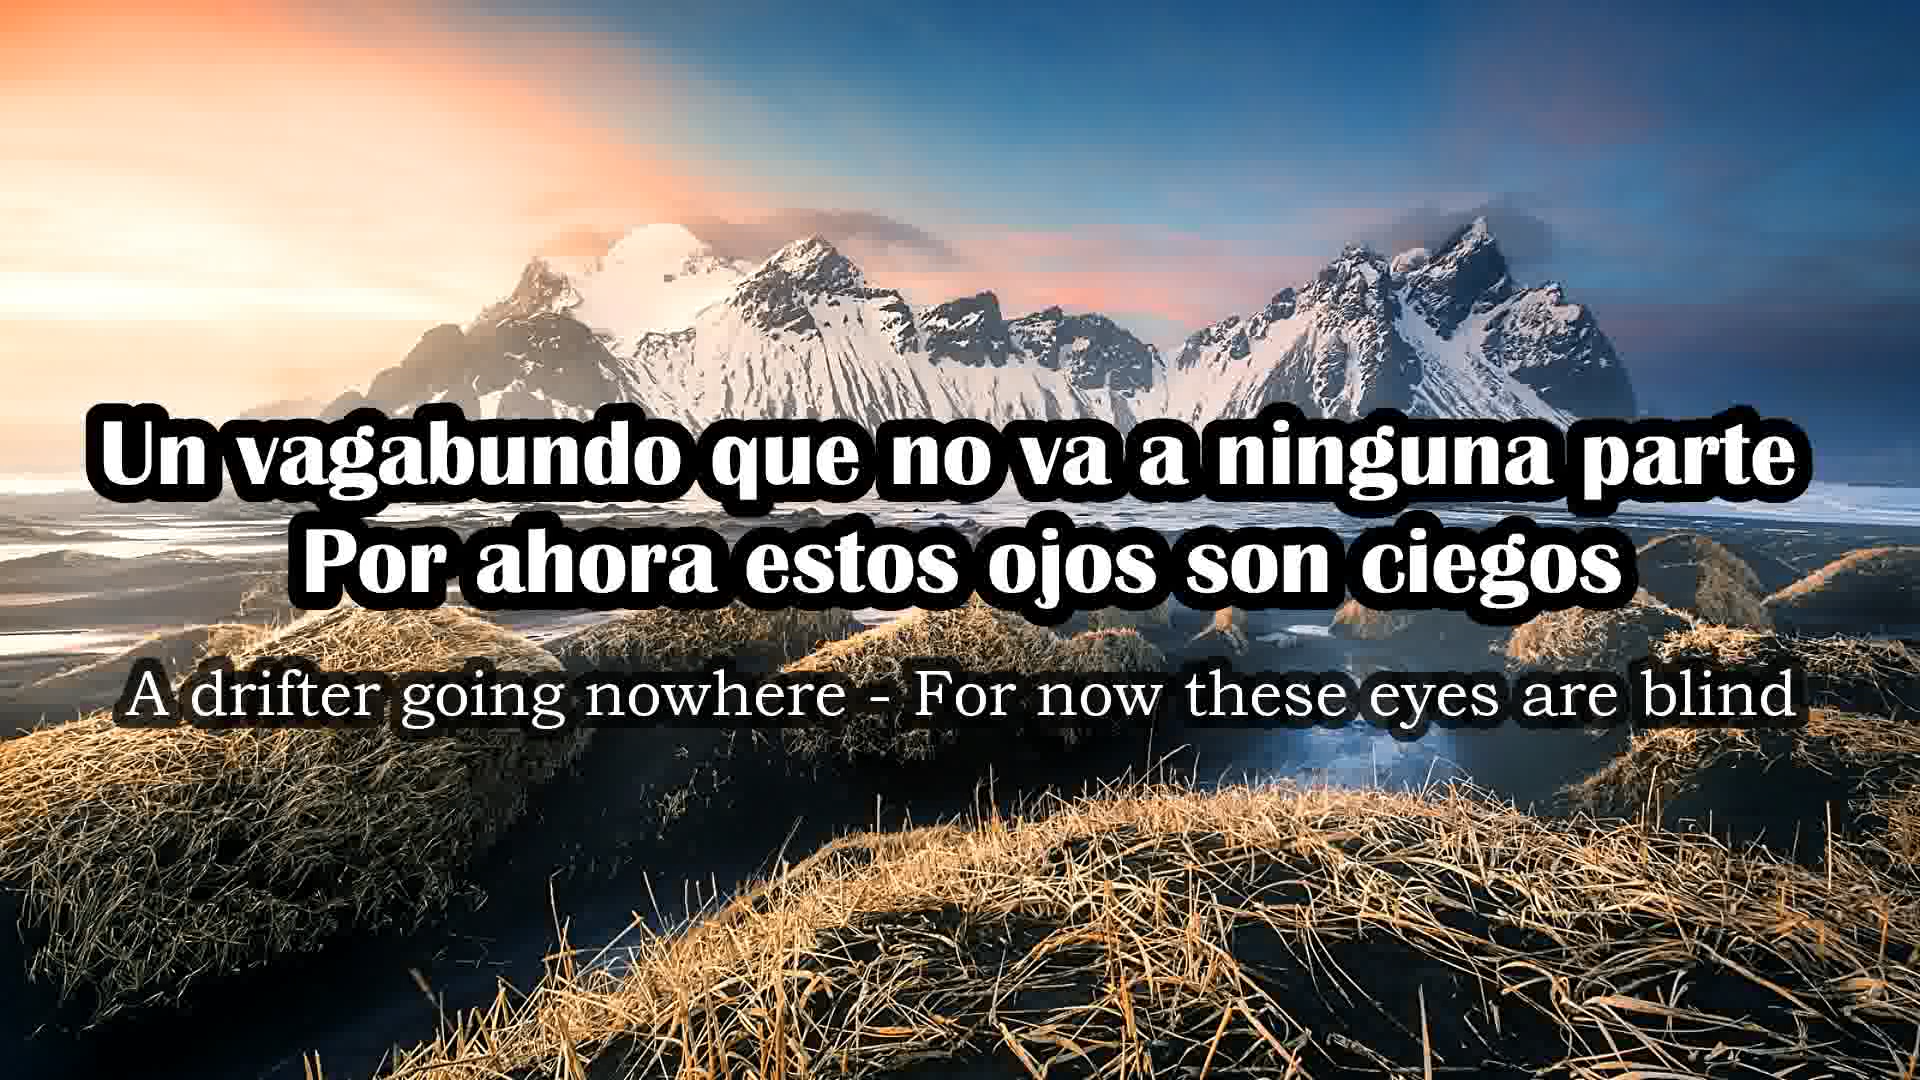 Un vagabundo que no va a ninguna parte
Por ahora estos ojos son ciegos
A drifter going nowhere - For now these eyes are blind